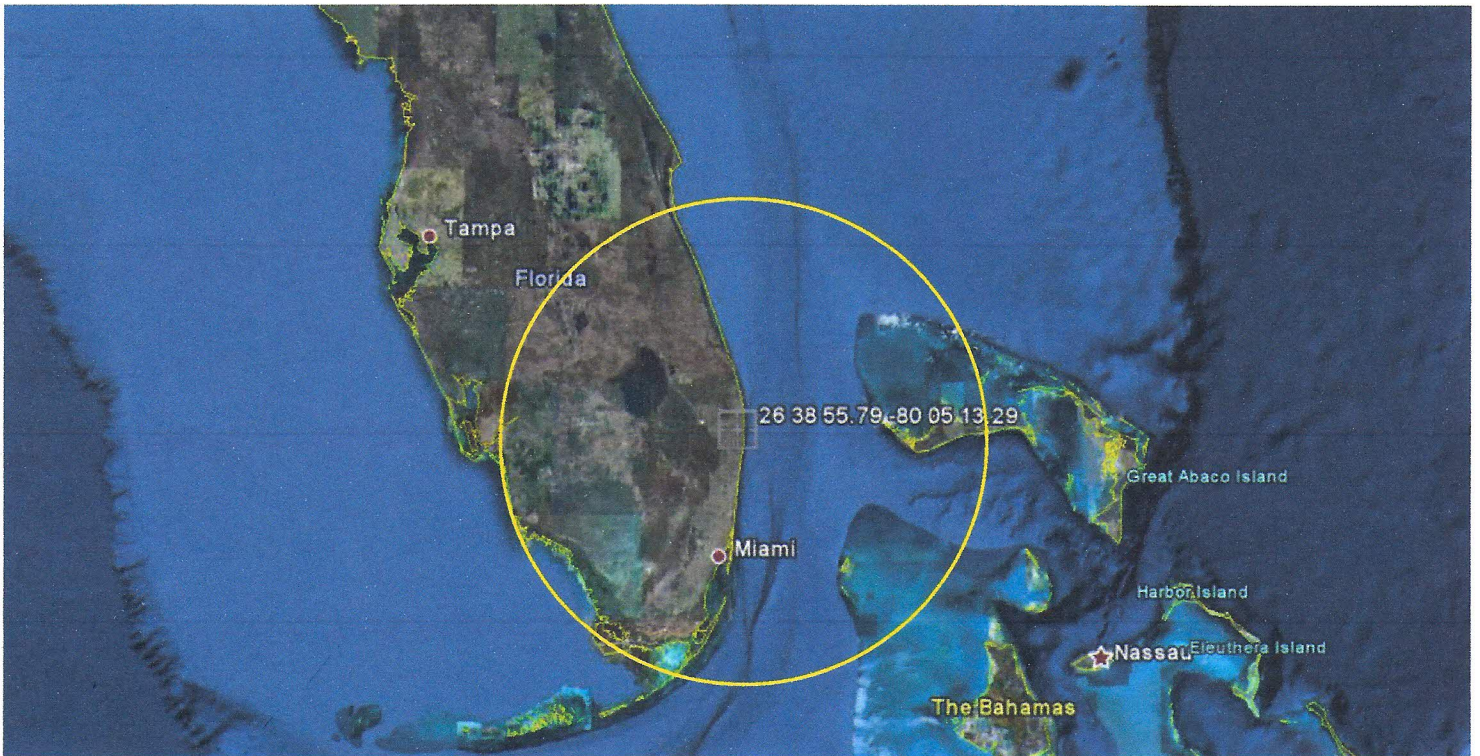 Tampa
Florida
26 38 55.79 -80 05 13.29
Great Abaco Island
Miami
Harbor Island
Nassau
Eleuthera Island
The Bahamas